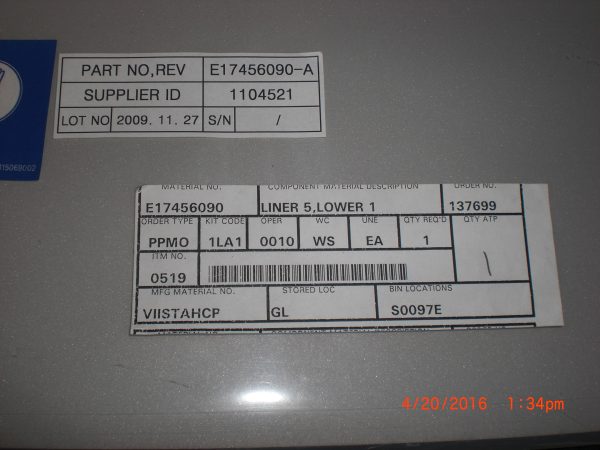 PART NO,REV E17456090-A
SUPPLIER ID 1104521
LOT NO 2009. 11. 27 S/N /
MATERIAL NO. COMPONENT MATERIAL DESCRIPTION ORDER NO.
E17456090 LINER 5,LOWER 1 137699
ORDER TYPE KIT CODE OPER WC UNE QTY REQ'D QTY ATP
PPMO 1LA1 0010 WS EA 1 \
ITM NO.
0519
MFG MATERIAL NO. STORED LOC BIN LOCATIONS
VIISTAHCP GL S0097E
4/20/2016 1:34pm